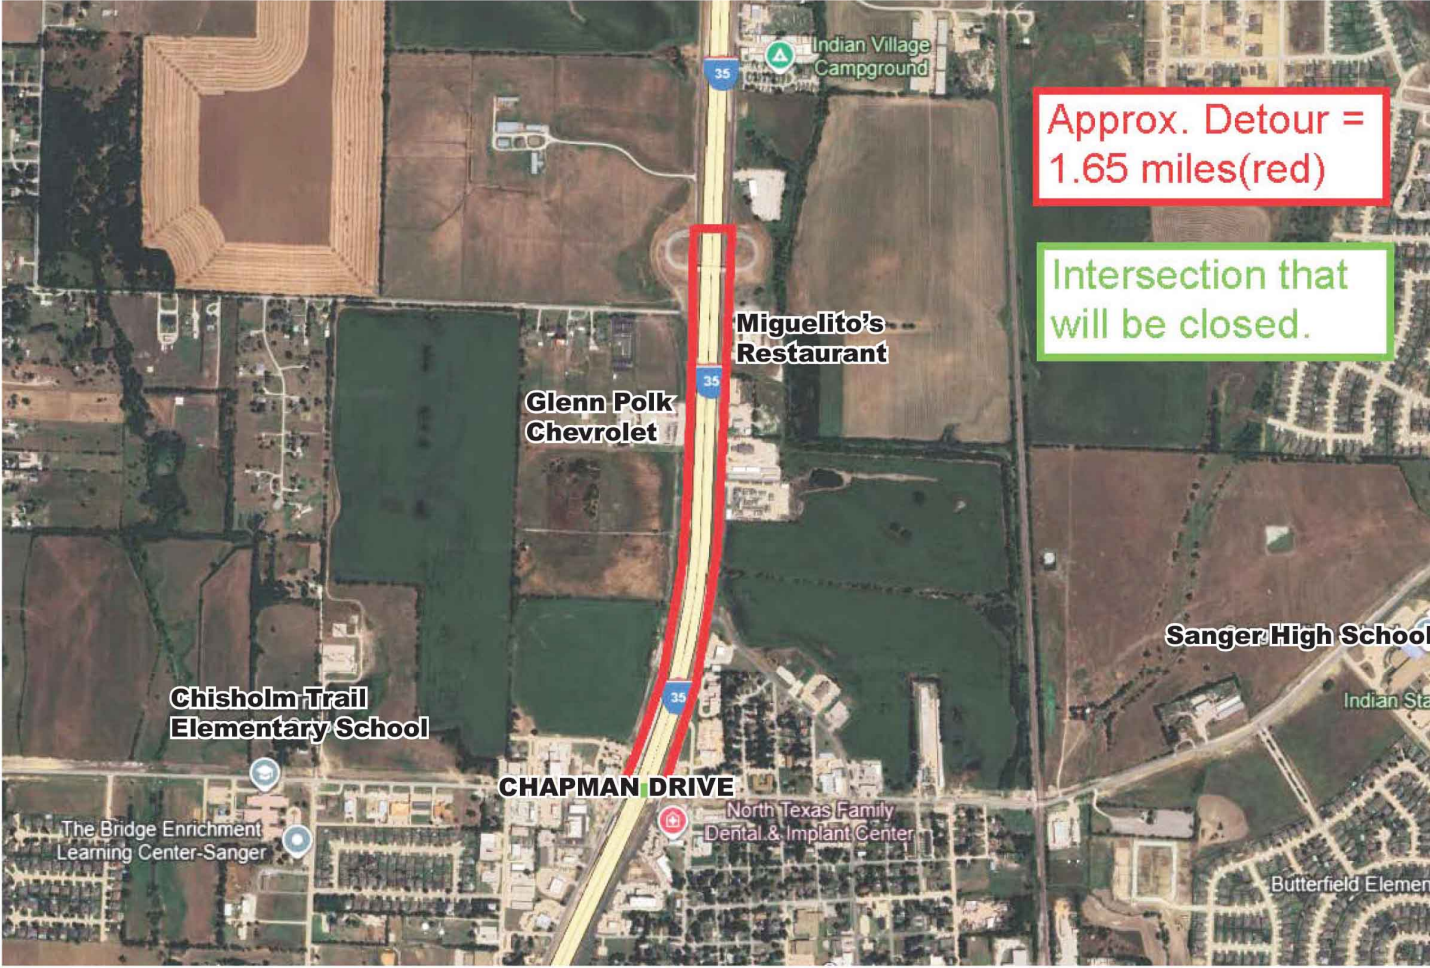 Indian Village
Campground
35
Approx. Detour =
1.65 miles(red)
Intersection that
will be closed.
Miguelito's
Restaurant
35
Glenn Polk
Chevrolet
Sanger High School
35
Indian Sta
Chisholm Trail
Elementary School
CHAPMAN DRIVE
North Texas Family
Dental & Implant Center
The Bridge Enrichment
Learning Center-Sanger
Butterfield Elemen